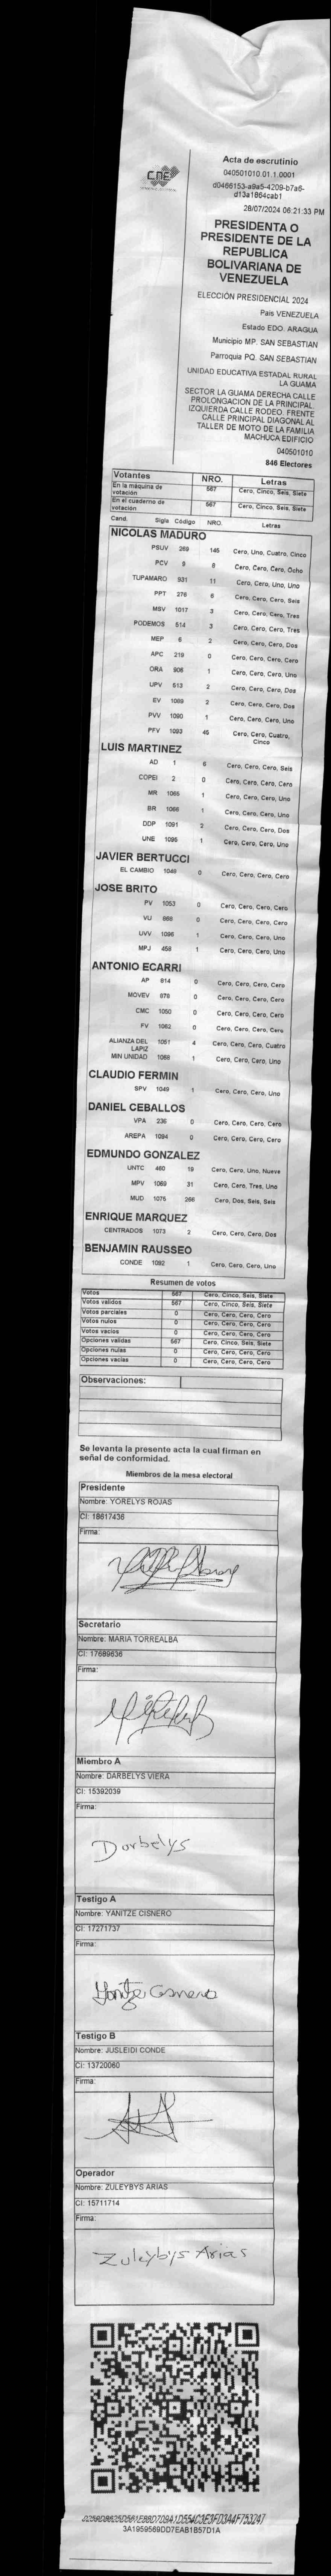 CNE
Acta de escrutinio
040501010.01.1.0001
d0466153-a9a5-4209-b7a6-
d13a1864cab1
28/07/2024 06:21:33 PM
PRESIDENTA O
PRESIDENTE DE LA
REPUBLICA
BOLIVARIANA DE
VENEZUELA
ELECCIÓN PRESIDENCIAL 2024
Pais VENEZUELA
Estado EDO. ARAGUA
Municipio MP. SAN SEBASTIAN
Parroquia PQ. SAN SEBASTIAN
UNIDAD EDUCATIVA ESTADAL RURAL
LA GUAMA
SECTOR LA GUAMA DERECHA CALLE
PROLONGACION DE LA PRINCIPAL.
IZQUIERDA CALLE RODEO. FRENTE
CALLE PRINCIPAL DIAGONAL AL
TALLER DE MOTO DE LA FAMILIA
MACHUCA EDIFICIO
040501010
846 Electores
Votantes NRO. Letras
En la máquina de votación 567 Cero, Cinco, Seis, Siete
En el cuaderno de votación 567 Cero, Cinco, Seis, Siete
Cand. Sigla Código NRO. Letras
NICOLAS MADURO
PSUV 269 145 Cero, Uno, Cuatro, Cinco
PCV 8 Cero, Cero, Cero, Ocho
TUPAMARO 931 11 Cero, Cero, Uno, Uno
PPT 276 6 Cero, Cero, Cero, Seis
MSV 1017 3 Cero, Cero, Cero, Tres
PODEMOS 514 3 Cero, Cero, Cero, Tres
MEP 6 2 Cero, Cero, Cero, Dos
APC 219 0 Cero, Cero, Cero, Cero
ORA 906 1 Cero, Cero, Cero, Uno
UPV 613 2 Cero, Cero, Cero, Dos
EV 1089 2 Cero, Cero, Cero, Dos
PVV 1090 1 Cero, Cero, Cero, Uno
PFV 1093 45 Cero, Cero, Cuatro, Cinco
LUIS MARTINEZ
AD 1 6 Cero, Cero, Cero, Seis
COPEI 2 0 Cero, Cero, Cero, Cero
MR 1065 1 Cero, Cero, Cero, Uno
BR 1066 1 Cero, Cero, Cero, Uno
DDP 1091 2 Cero, Cero, Cero, Dos
UNE 1095 1 Cero, Cero, Cero, Uno
JAVIER BERTUCCI
EL CAMBIO 1046 0 Cero, Cero, Cero, Cero
JOSE BRITO
PV 1053 0 Cero, Cero, Cero, Cero
VU 868 0 Cero, Cero, Cero, Cero
UVV 1096 1 Cero, Cero, Cero, Uno
MPJ 458 1 Cero, Cero, Cero, Uno
ANTONIO ECARRI
AP 814 0 Cero, Cero, Cero, Cero
MOVEV 878 0 Cero, Cero, Cero, Cero
CMC 1050 0 Cero, Cero, Cero, Cero
FV 1062 0 Cero, Cero, Cero, Cero
ALIANZA DEL LAPIZ 1051 4 Cero, Cero, Cero, Cuatro
MIN UNIDAD 1068 1 Cero, Cero, Cero, Uno
CLAUDIO FERMIN
SPV 1049 1 Cero, Cero, Cero, Uno
DANIEL CEBALLOS
VPA 236 0 Cero, Cero, Cero, Cero
AREPA 1094 0 Cero, Cero, Cero, Cero
EDMUNDO GONZALEZ
UNTC 460 19 Cero, Cero, Uno, Nueve
MPV 1069 31 Cero, Cero, Tres, Uno
MUD 1075 266 Cero, Dos, Seis, Seis
ENRIQUE MARQUEZ
CENTRADOS 1073 2 Cero, Cero, Cero, Dos
BENJAMIN RAUSSEO
CONDE 1092 1 Cero, Cero, Cero, Uno
Resumen de votos
Votos 567 Cero, Cinco, Seis, Siete
Votos válidos 567 Cero, Cinco, Seis, Siete
Votos parciales 0 Cero, Cero, Cero, Cero
Votos nulos 0 Cero, Cero, Cero, Cero
Votos vacíos 0 Cero, Cero, Cero, Cero
Opciones válidas 567 Cero, Cinco, Seis, Siete
Opciones nulas 0 Cero, Cero, Cero, Cero
Opciones vacías 0 Cero, Cero, Cero, Cero
Observaciones:
Se levanta la presente acta la cual firman en
señal de conformidad.
Miembros de la mesa electoral
Presidente
Nombre: YORELYS ROJAS
CI: 18617436
Firma:
Secretario
Nombre: MARIA TORREALBA
CI: 17689636
Firma:
Miembro A
Nombre: DARBELYS VIERA
CI: 15392039
Firma:
Darbelys
Testigo A
Nombre: YANITZE CISNERO
CI: 17271737
Firma:
Testigo B
Nombre: JUSLEIDI CONDE
CI: 13720060
Firma:
Operador
Nombre: ZULEYBYS ARIAS
CI: 15711714
Firma:
Zuleybys Arias
3A1959569DD7EAB1B57D1A